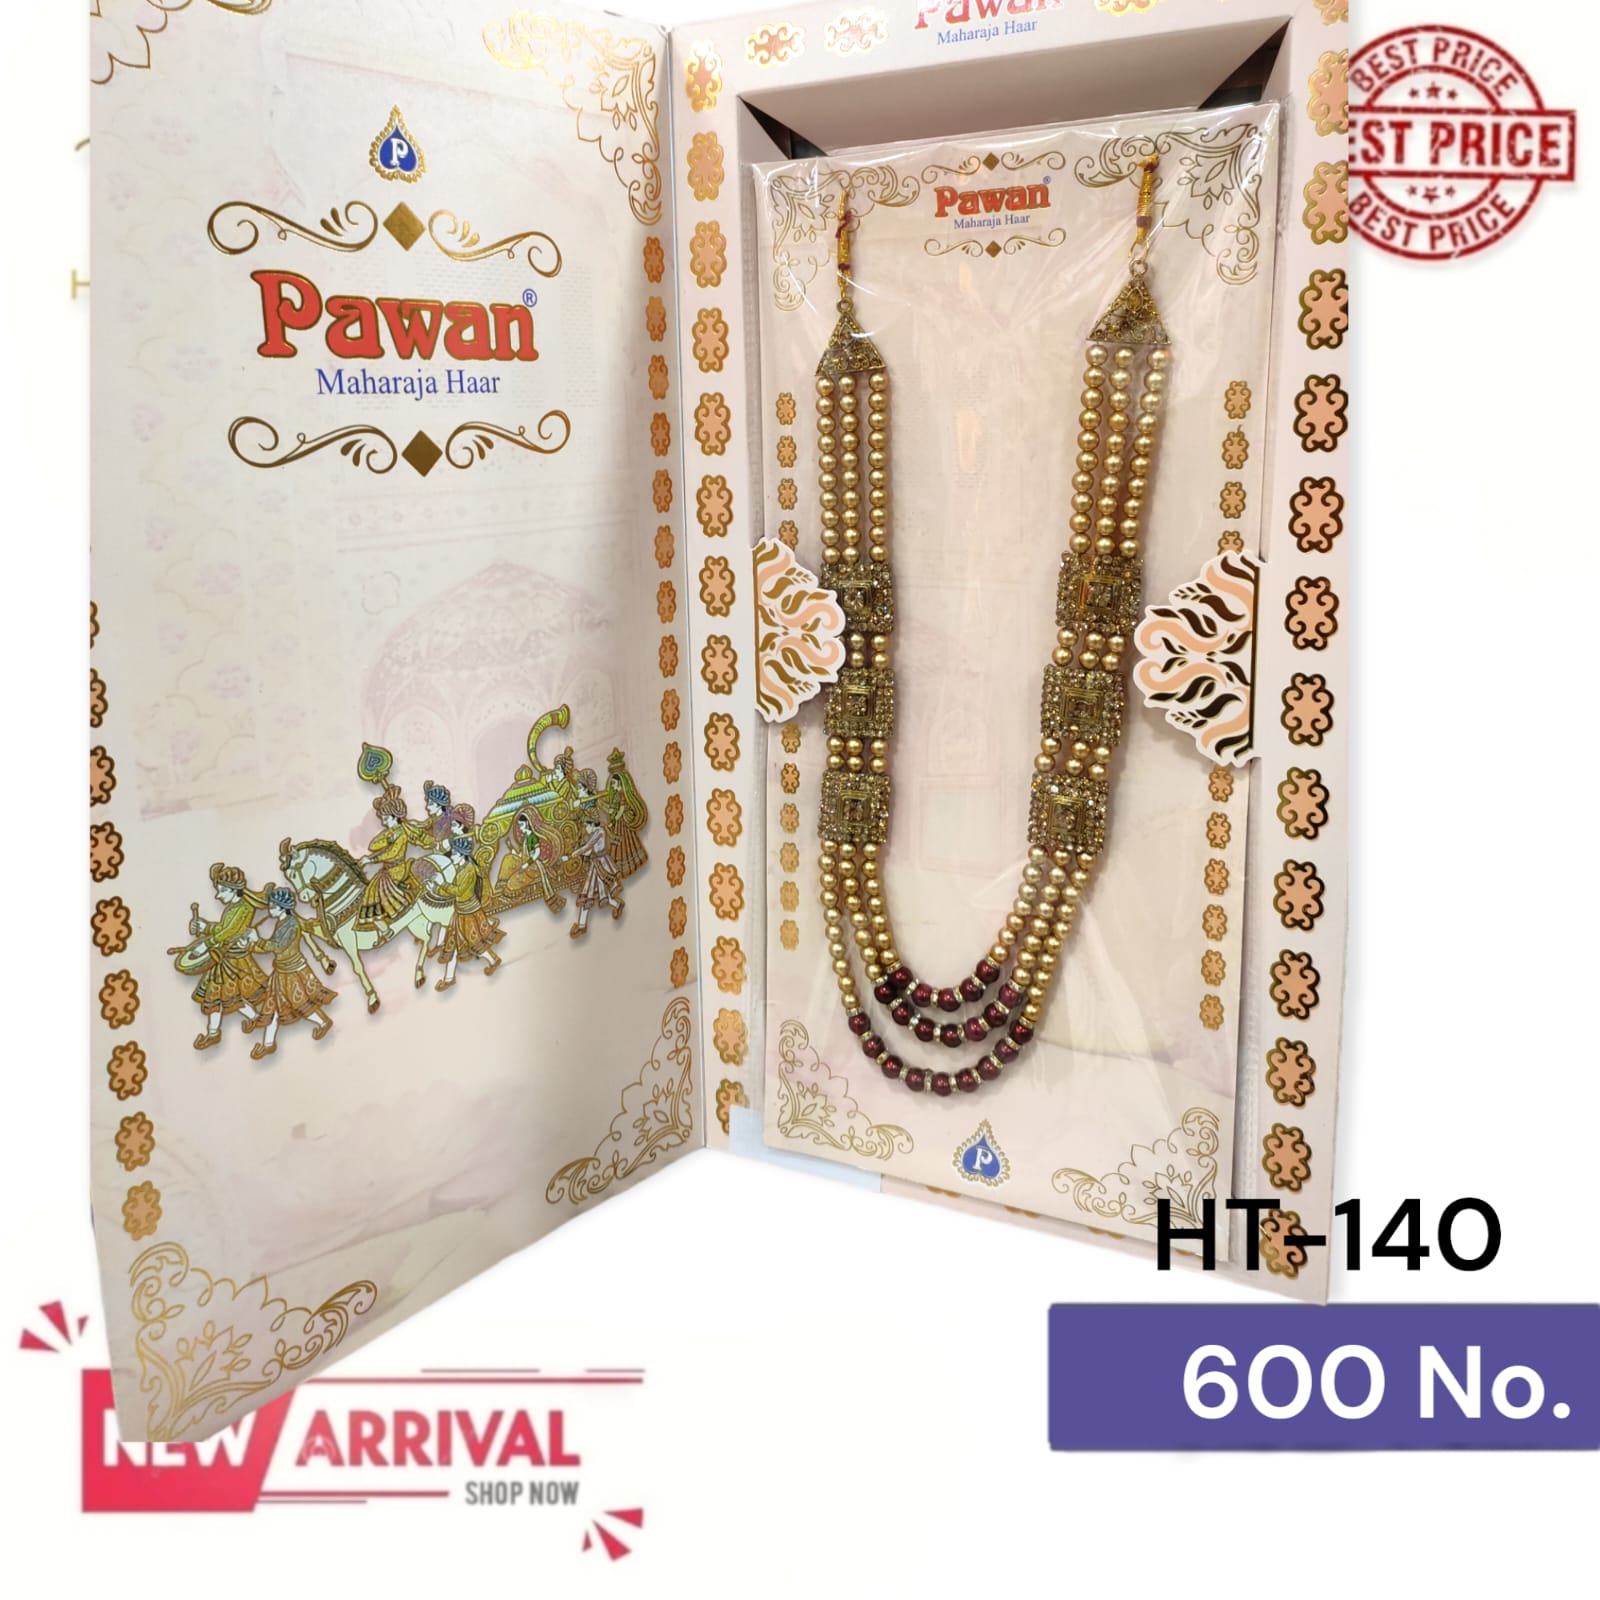 Pawan
Maharaja Haar
BEST PRICE
BEST PRICE
BEST PRICE
P
Pawan®
Maharaja Haar
Pawan®
Maharaja Haar
P
P
HT-140
600 No.
NEW ARRIVAL
SHOP NOW